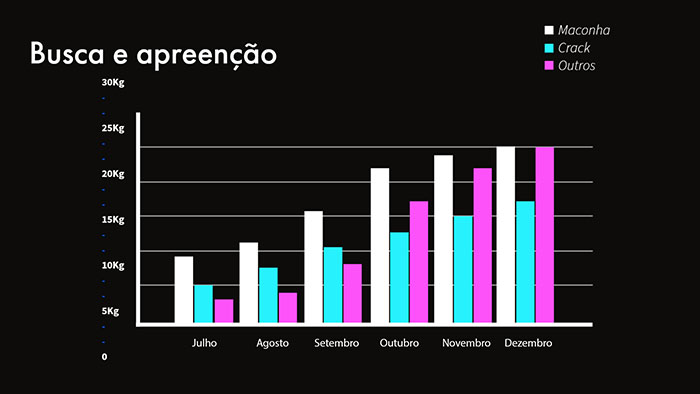 Busca e apreenção
Maconha
Crack
Outros
30Kg
25Kg
20Kg
15Kg
10Kg
5Kg
0
Julho
Agosto
Setembro
Outubro
Novembro
Dezembro